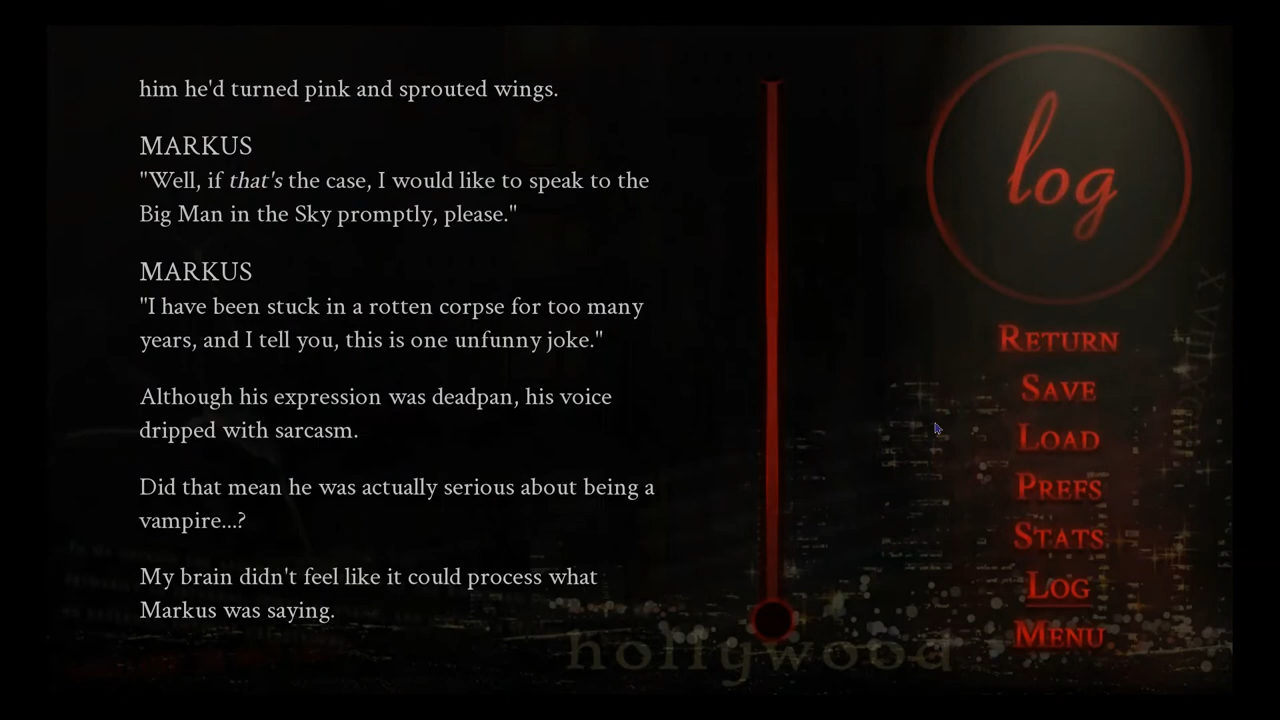 him he'd turned pink and sprouted wings.
MARKUS
"Well, if that's the case, I would like to speak to the
Big Man in the Sky promptly, please."
MARKUS
"I have been stuck in a rotten corpse for too many
years, and I tell you, this is one unfunny joke."
Although his expression was deadpan, his voice
dripped with sarcasm.
Did that mean he was actually serious about being a
vampire...?
My brain didn't feel like it could process what
Markus was saying.
log
RETURN
SAVE
LOAD
PREFS
STATS
LOG
MENU
hollywood